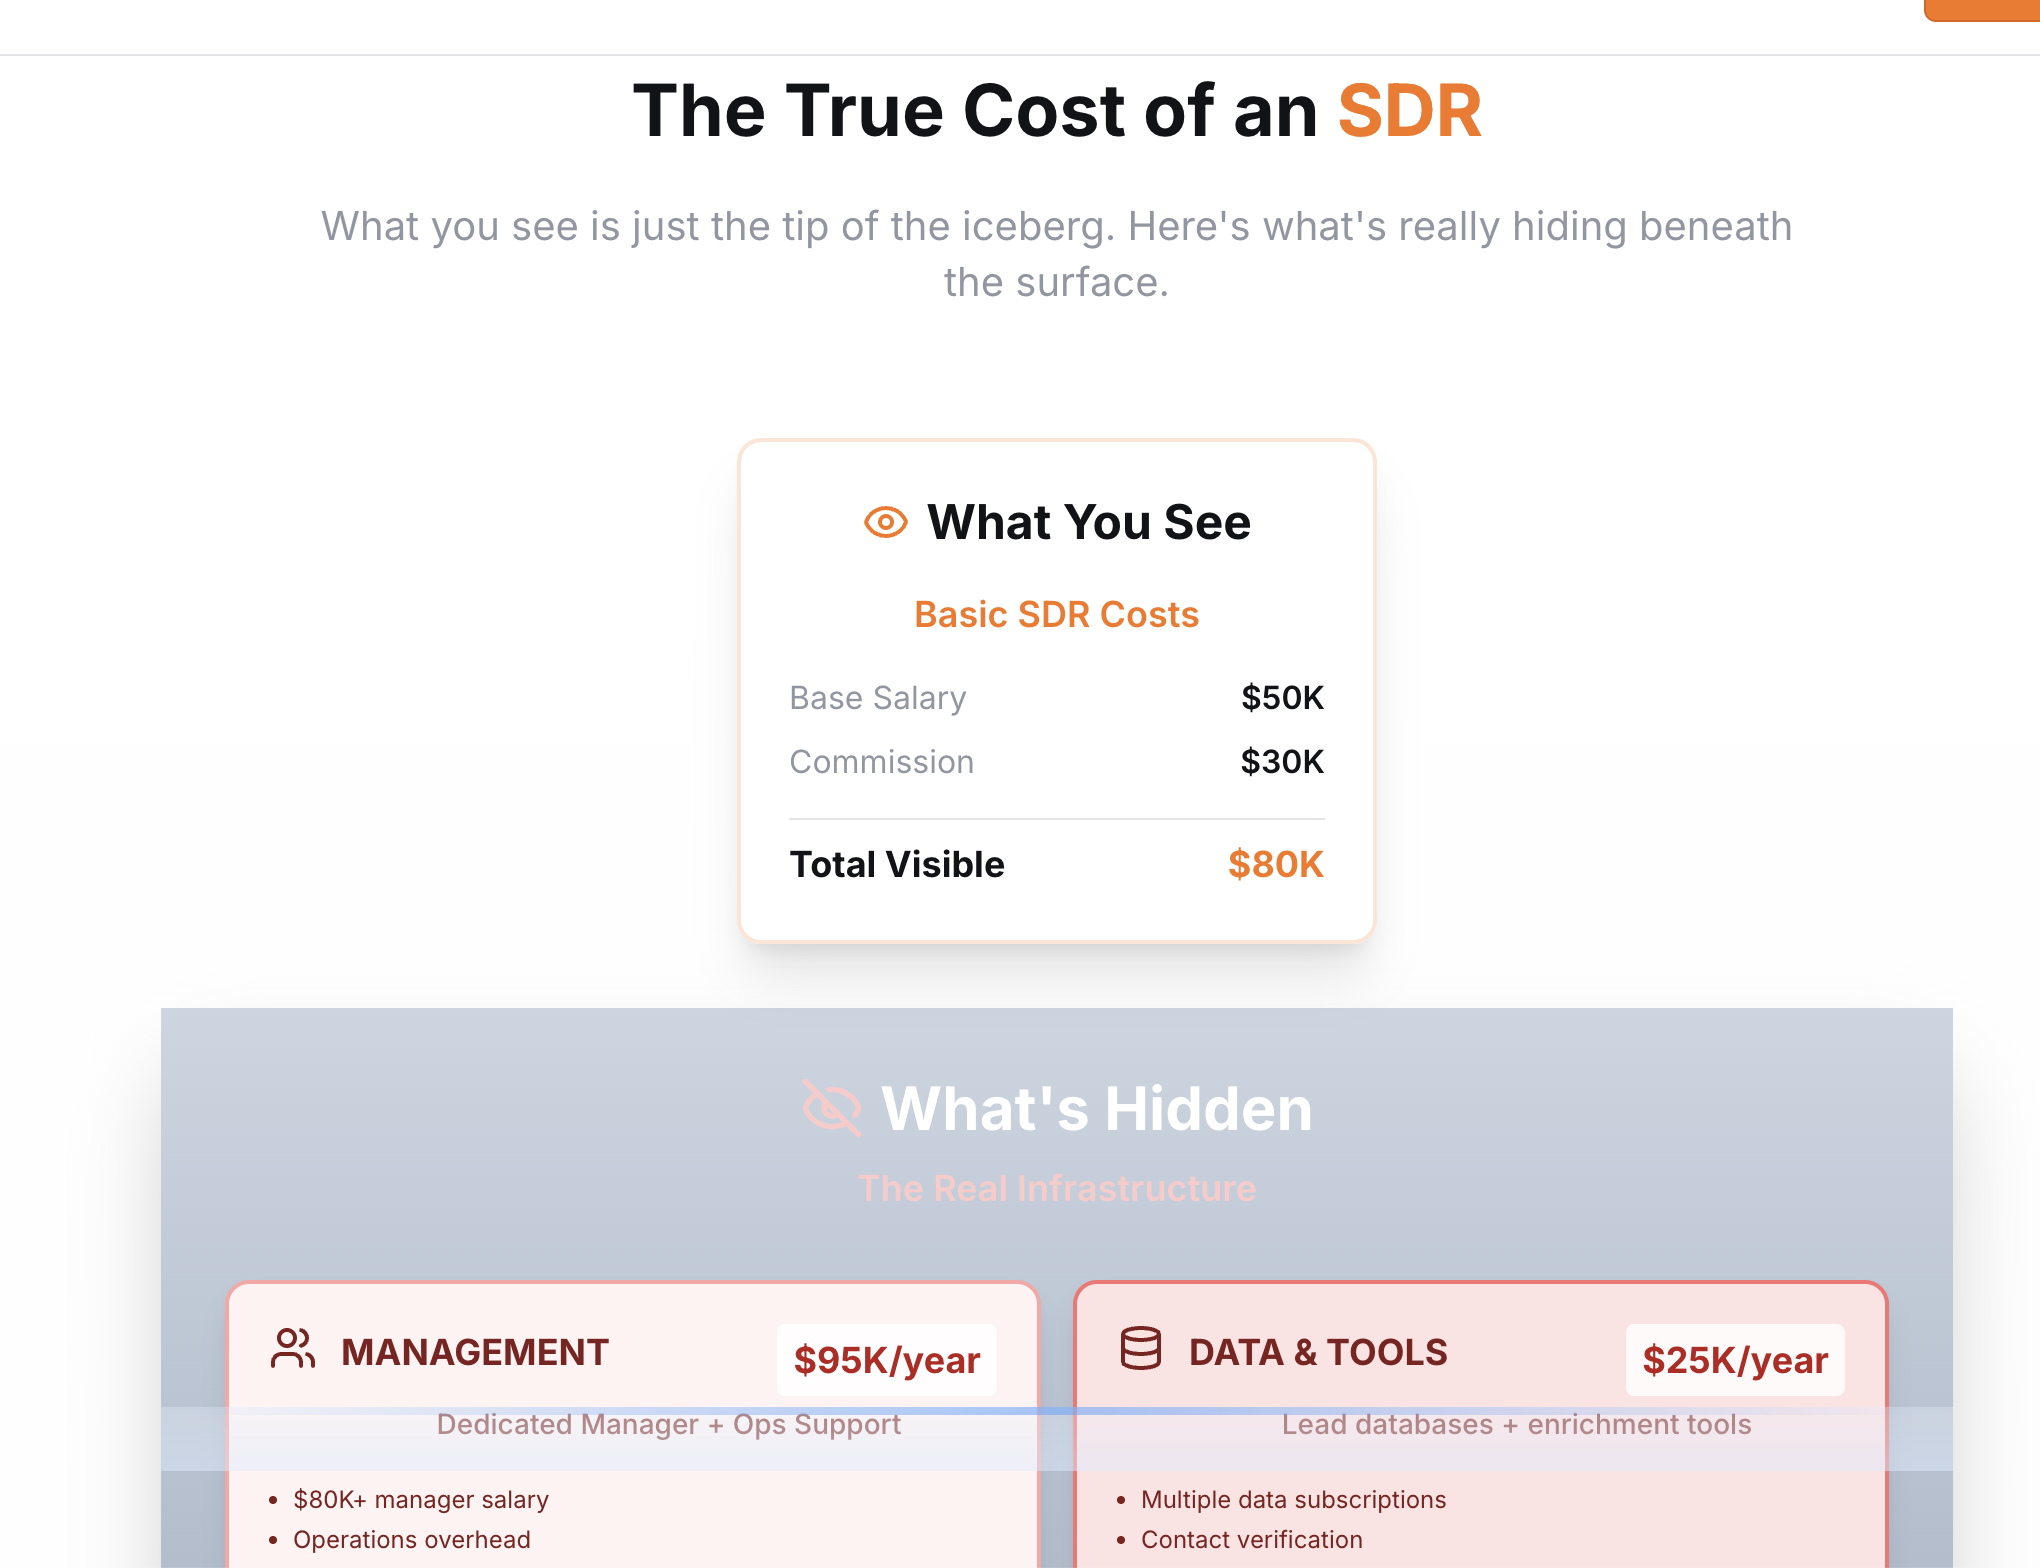 The True Cost of an SDR
What you see is just the tip of the iceberg. Here's what's really hiding beneath
the surface.
What You See
Basic SDR Costs
Base Salary $50K
Commission $30K
Total Visible $80K
What's Hidden
The Real Infrastructure
MANAGEMENT $95K/year
Dedicated Manager + Ops Support
• $80K+ manager salary
• Operations overhead
DATA & TOOLS $25K/year
Lead databases + enrichment tools
• Multiple data subscriptions
• Contact verification